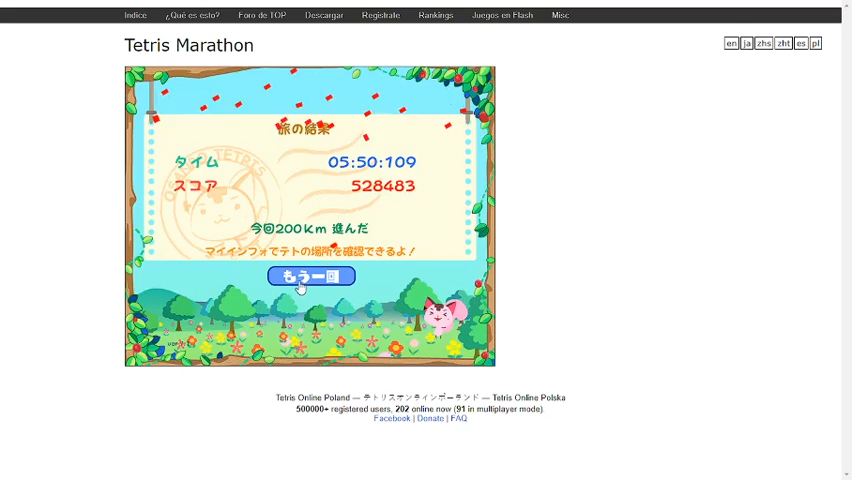 Indice ¿Qué es esto? Foro de TOP Descargar Registrate Rankings Juegos en Flash Misc
Tetris Marathon
en ja zhs zht es pl
旅の結果
タイム 05:50:109
スコア 528483
TETRIS
今回200Km 進んだ
マイインフォでテトの場所を確認できるよ!
もう一回
Tetris Online Poland — テトリスオンラインポーランド — Tetris Online Polska
500000+ registered users, 202 online now (91 in multiplayer mode).
Facebook | Donate | FAQ